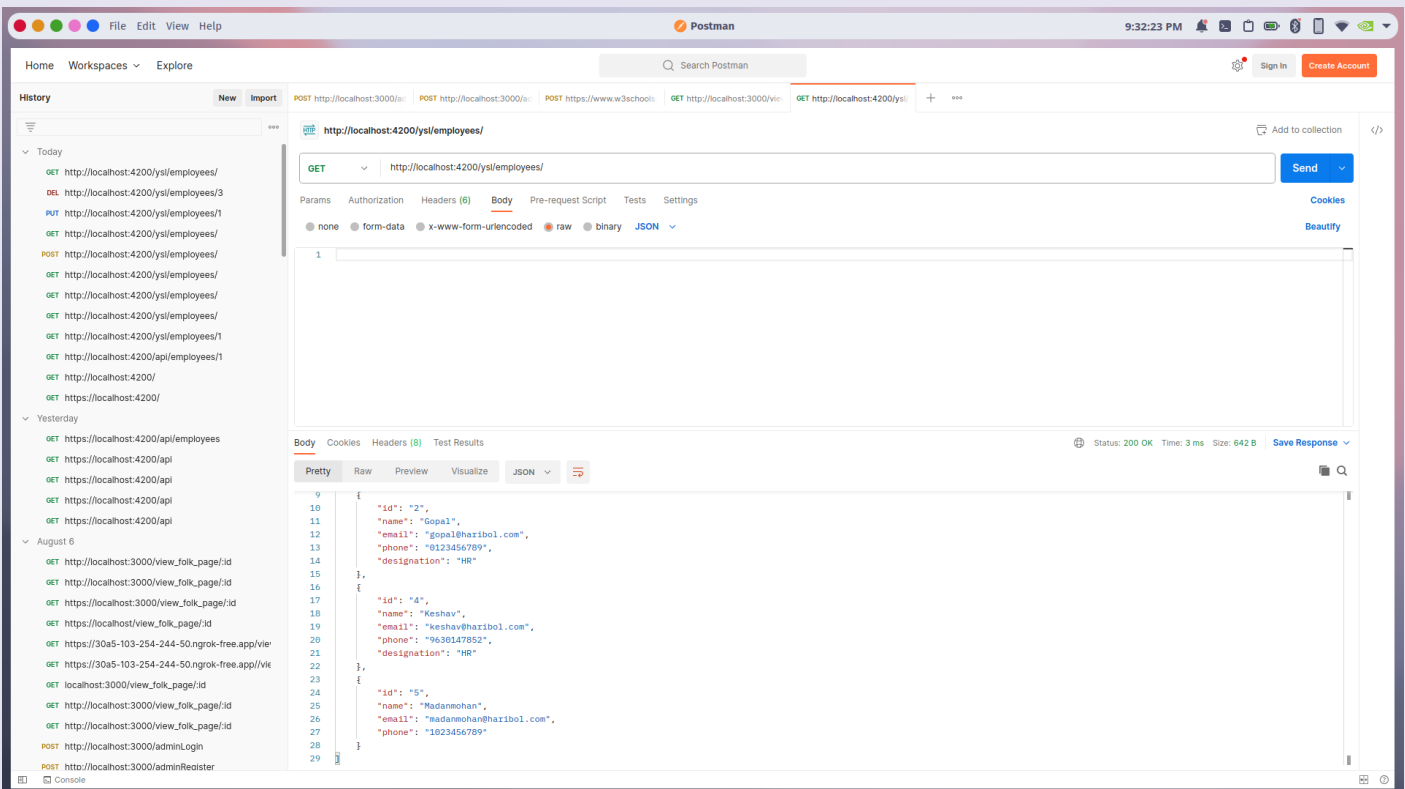 File Edit View Help
Postman
9:32:23 PM
Home Workspaces Explore
Search Postman
Sign In Create Account
History New Import
POST http://localhost:3000/ad
POST http://localhost:3000/ad
POST https://www.w3schools
GET http://localhost:3000/vie
GET http://localhost:4200/ysl
Today
GET http://localhost:4200/ysl/employees/
DEL http://localhost:4200/ysl/employees/3
PUT http://localhost:4200/ysl/employees/1
GET http://localhost:4200/ysl/employees/
POST http://localhost:4200/ysl/employees/
GET http://localhost:4200/ysl/employees/
GET http://localhost:4200/ysl/employees/
GET http://localhost:4200/ysl/employees/
GET http://localhost:4200/ysl/employees/1
GET http://localhost:4200/api/employees/1
GET http://localhost:4200/
GET https://localhost:4200/
Yesterday
GET https://localhost:4200/api/employees
GET https://localhost:4200/api
GET https://localhost:4200/api
GET https://localhost:4200/api
GET https://localhost:4200/api
August 6
GET http://localhost:3000/view_folk_page/:id
GET http://localhost:3000/view_folk_page/:id
GET https://localhost:3000/view_folk_page/:id
GET https://localhost/view_folk_page/:id
GET https://30a5-103-254-244-50.ngrok-free.app/view
GET https://30a5-103-254-244-50.ngrok-free.app//vie
GET localhost:3000/view_folk_page/:id
GET http://localhost:3000/view_folk_page/:id
GET http://localhost:3000/view_folk_page/:id
POST http://localhost:3000/adminLogin
POST http://localhost:3000/adminRegister
Console
HTTP http://localhost:4200/ysl/employees/
Add to collection </>
GET http://localhost:4200/ysl/employees/
Send
Params Authorization Headers (6) Body Pre-request Script Tests Settings
Cookies
none form-data x-www-form-urlencoded raw binary JSON
Beautify
1
Body Cookies Headers (8) Test Results
Status: 200 OK Time: 3 ms Size: 642 B Save Response
Pretty Raw Preview Visualize JSON
9 {
10 "id": "2",
11 "name": "Gopal",
12 "email": "gopal@haribol.com",
13 "phone": "0123456789",
14 "designation": "HR"
15 },
16 {
17 "id": "4",
18 "name": "Keshav",
19 "email": "keshav@haribol.com",
20 "phone": "9630147852",
21 "designation": "HR"
22 },
23 {
24 "id": "5",
25 "name": "Madanmohan",
26 "email": "madanmohan@haribol.com",
27 "phone": "1023456789"
28 }
29 ]